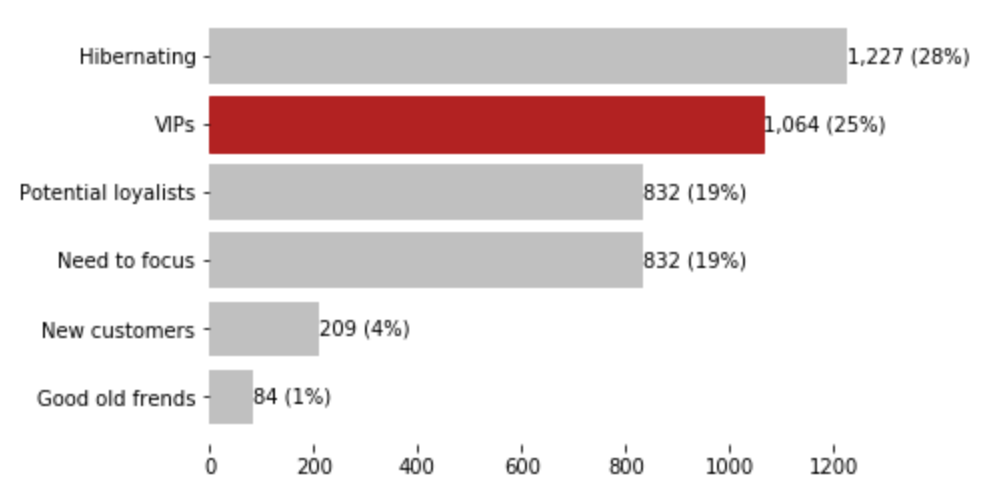 Hibernating 1,227 (28%)
VIPs 1,064 (25%)
Potential loyalists 832 (19%)
Need to focus 832 (19%)
New customers 209 (4%)
Good old frends 84 (1%)
0 200 400 600 800 1000 1200